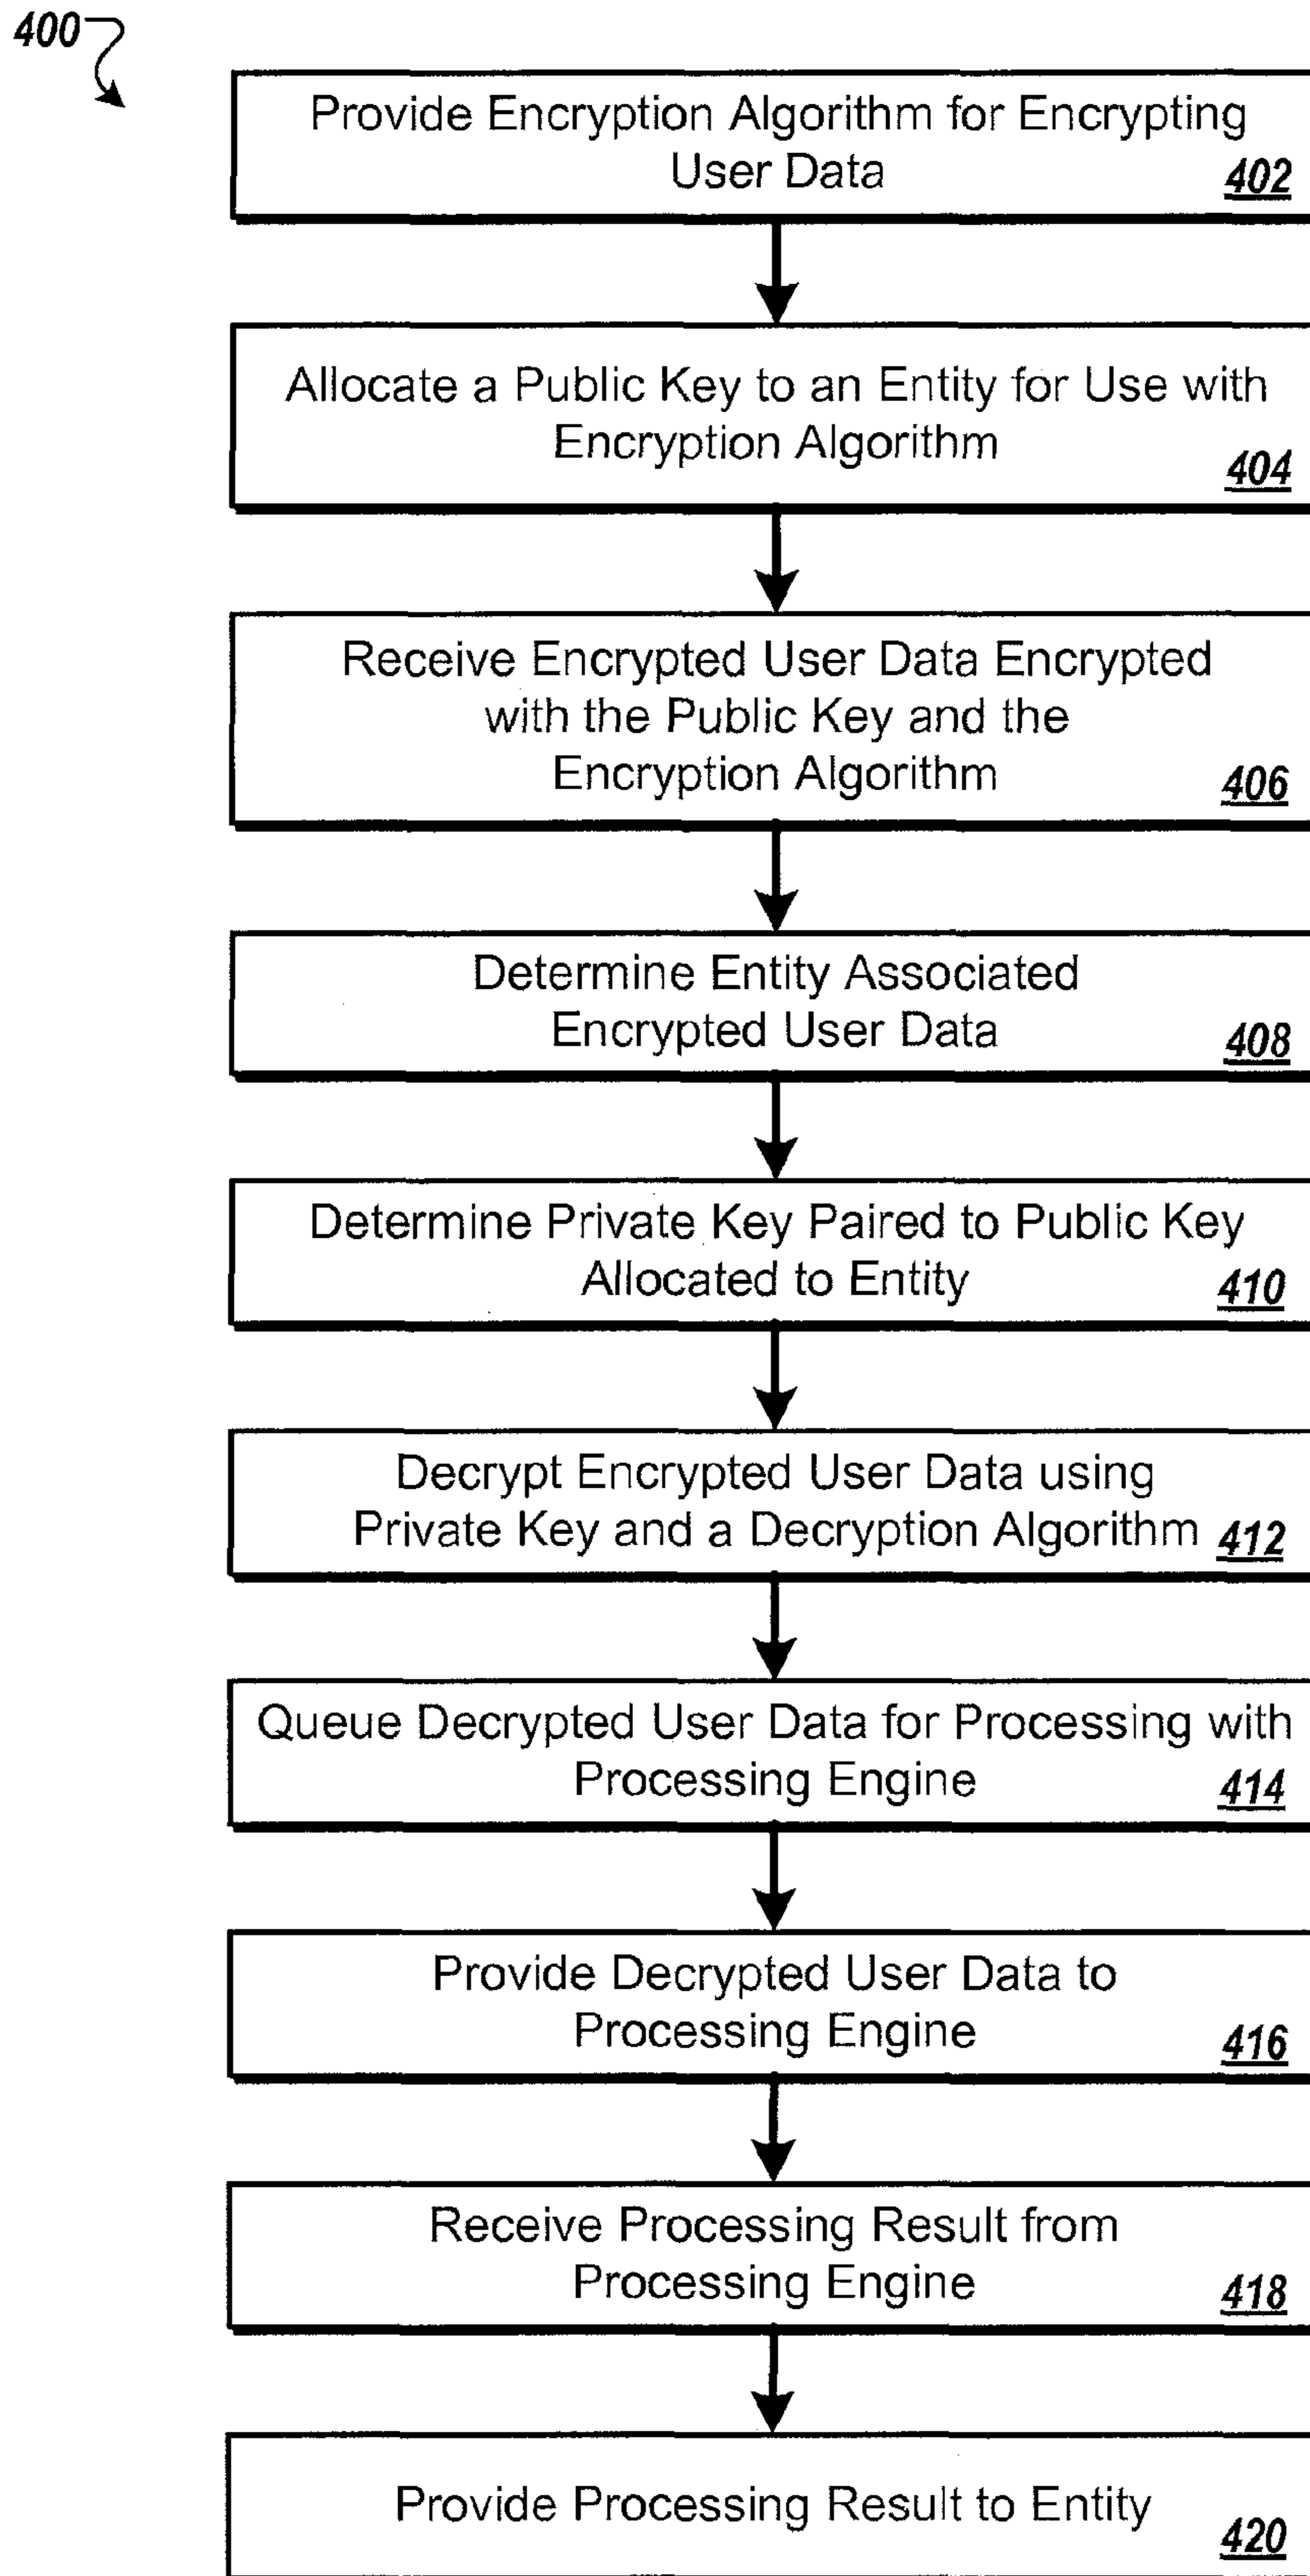 400
Provide Encryption Algorithm for Encrypting
User Data
402
Allocate a Public Key to an Entity for Use with
Encryption Algorithm
404
Receive Encrypted User Data Encrypted
with the Public Key and the
Encryption Algorithm
406
Determine Entity Associated
Encrypted User Data
408
Determine Private Key Paired to Public Key
Allocated to Entity
410
Decrypt Encrypted User Data using
Private Key and a Decryption Algorithm 412
Queue Decrypted User Data for Processing with
Processing Engine
414
Provide Decrypted User Data to
Processing Engine
416
Receive Processing Result from
Processing Engine
418
Provide Processing Result to Entity
420